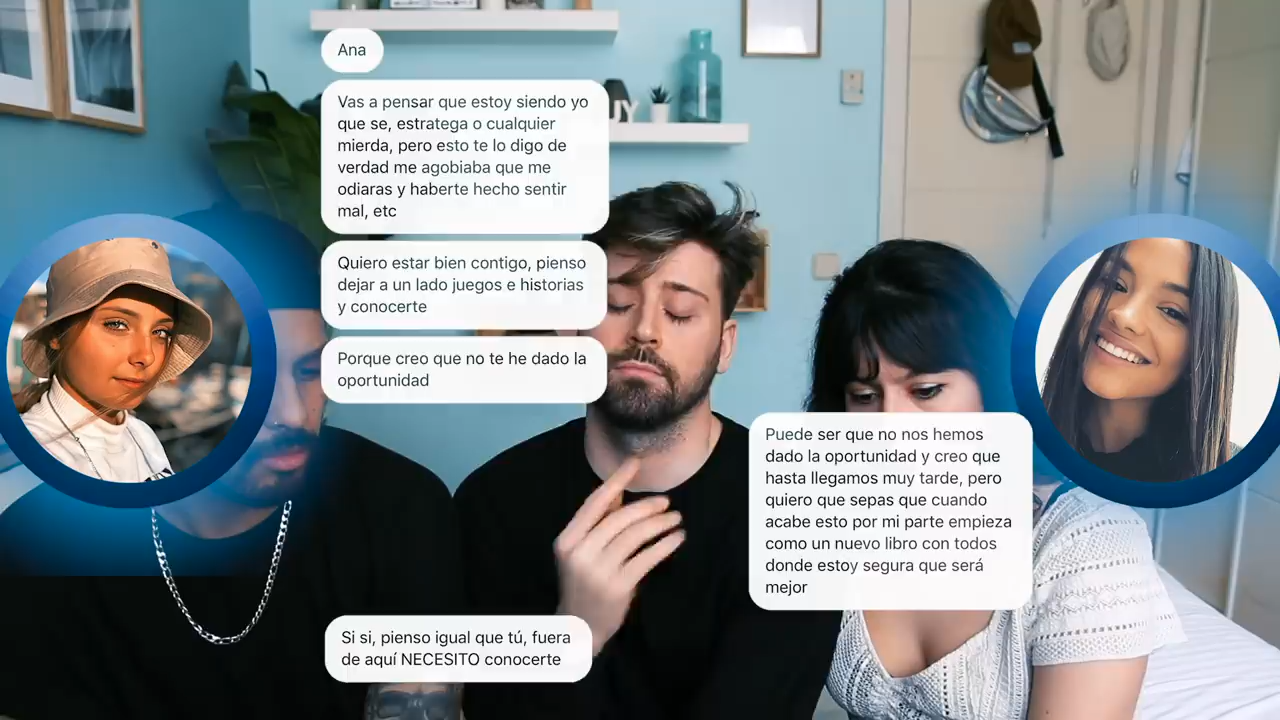 Ana
Vas a pensar que estoy siendo yo
que se, estratega o cualquier
mierda, pero esto te lo digo de
verdad me agobiaba que me
odiaras y haberte hecho sentir
mal, etc
Quiero estar bien contigo, pienso
dejar a un lado juegos e historias
y conocerte
Porque creo que no te he dado la
oportunidad
Puede ser que no nos hemos
dado la oportunidad y creo que
hasta llegamos muy tarde, pero
quiero que sepas que cuando
acabe esto por mi parte empieza
como un nuevo libro con todos
donde estoy segura que será
mejor
Si si, pienso igual que tú, fuera
de aquí NECESITO conocerte